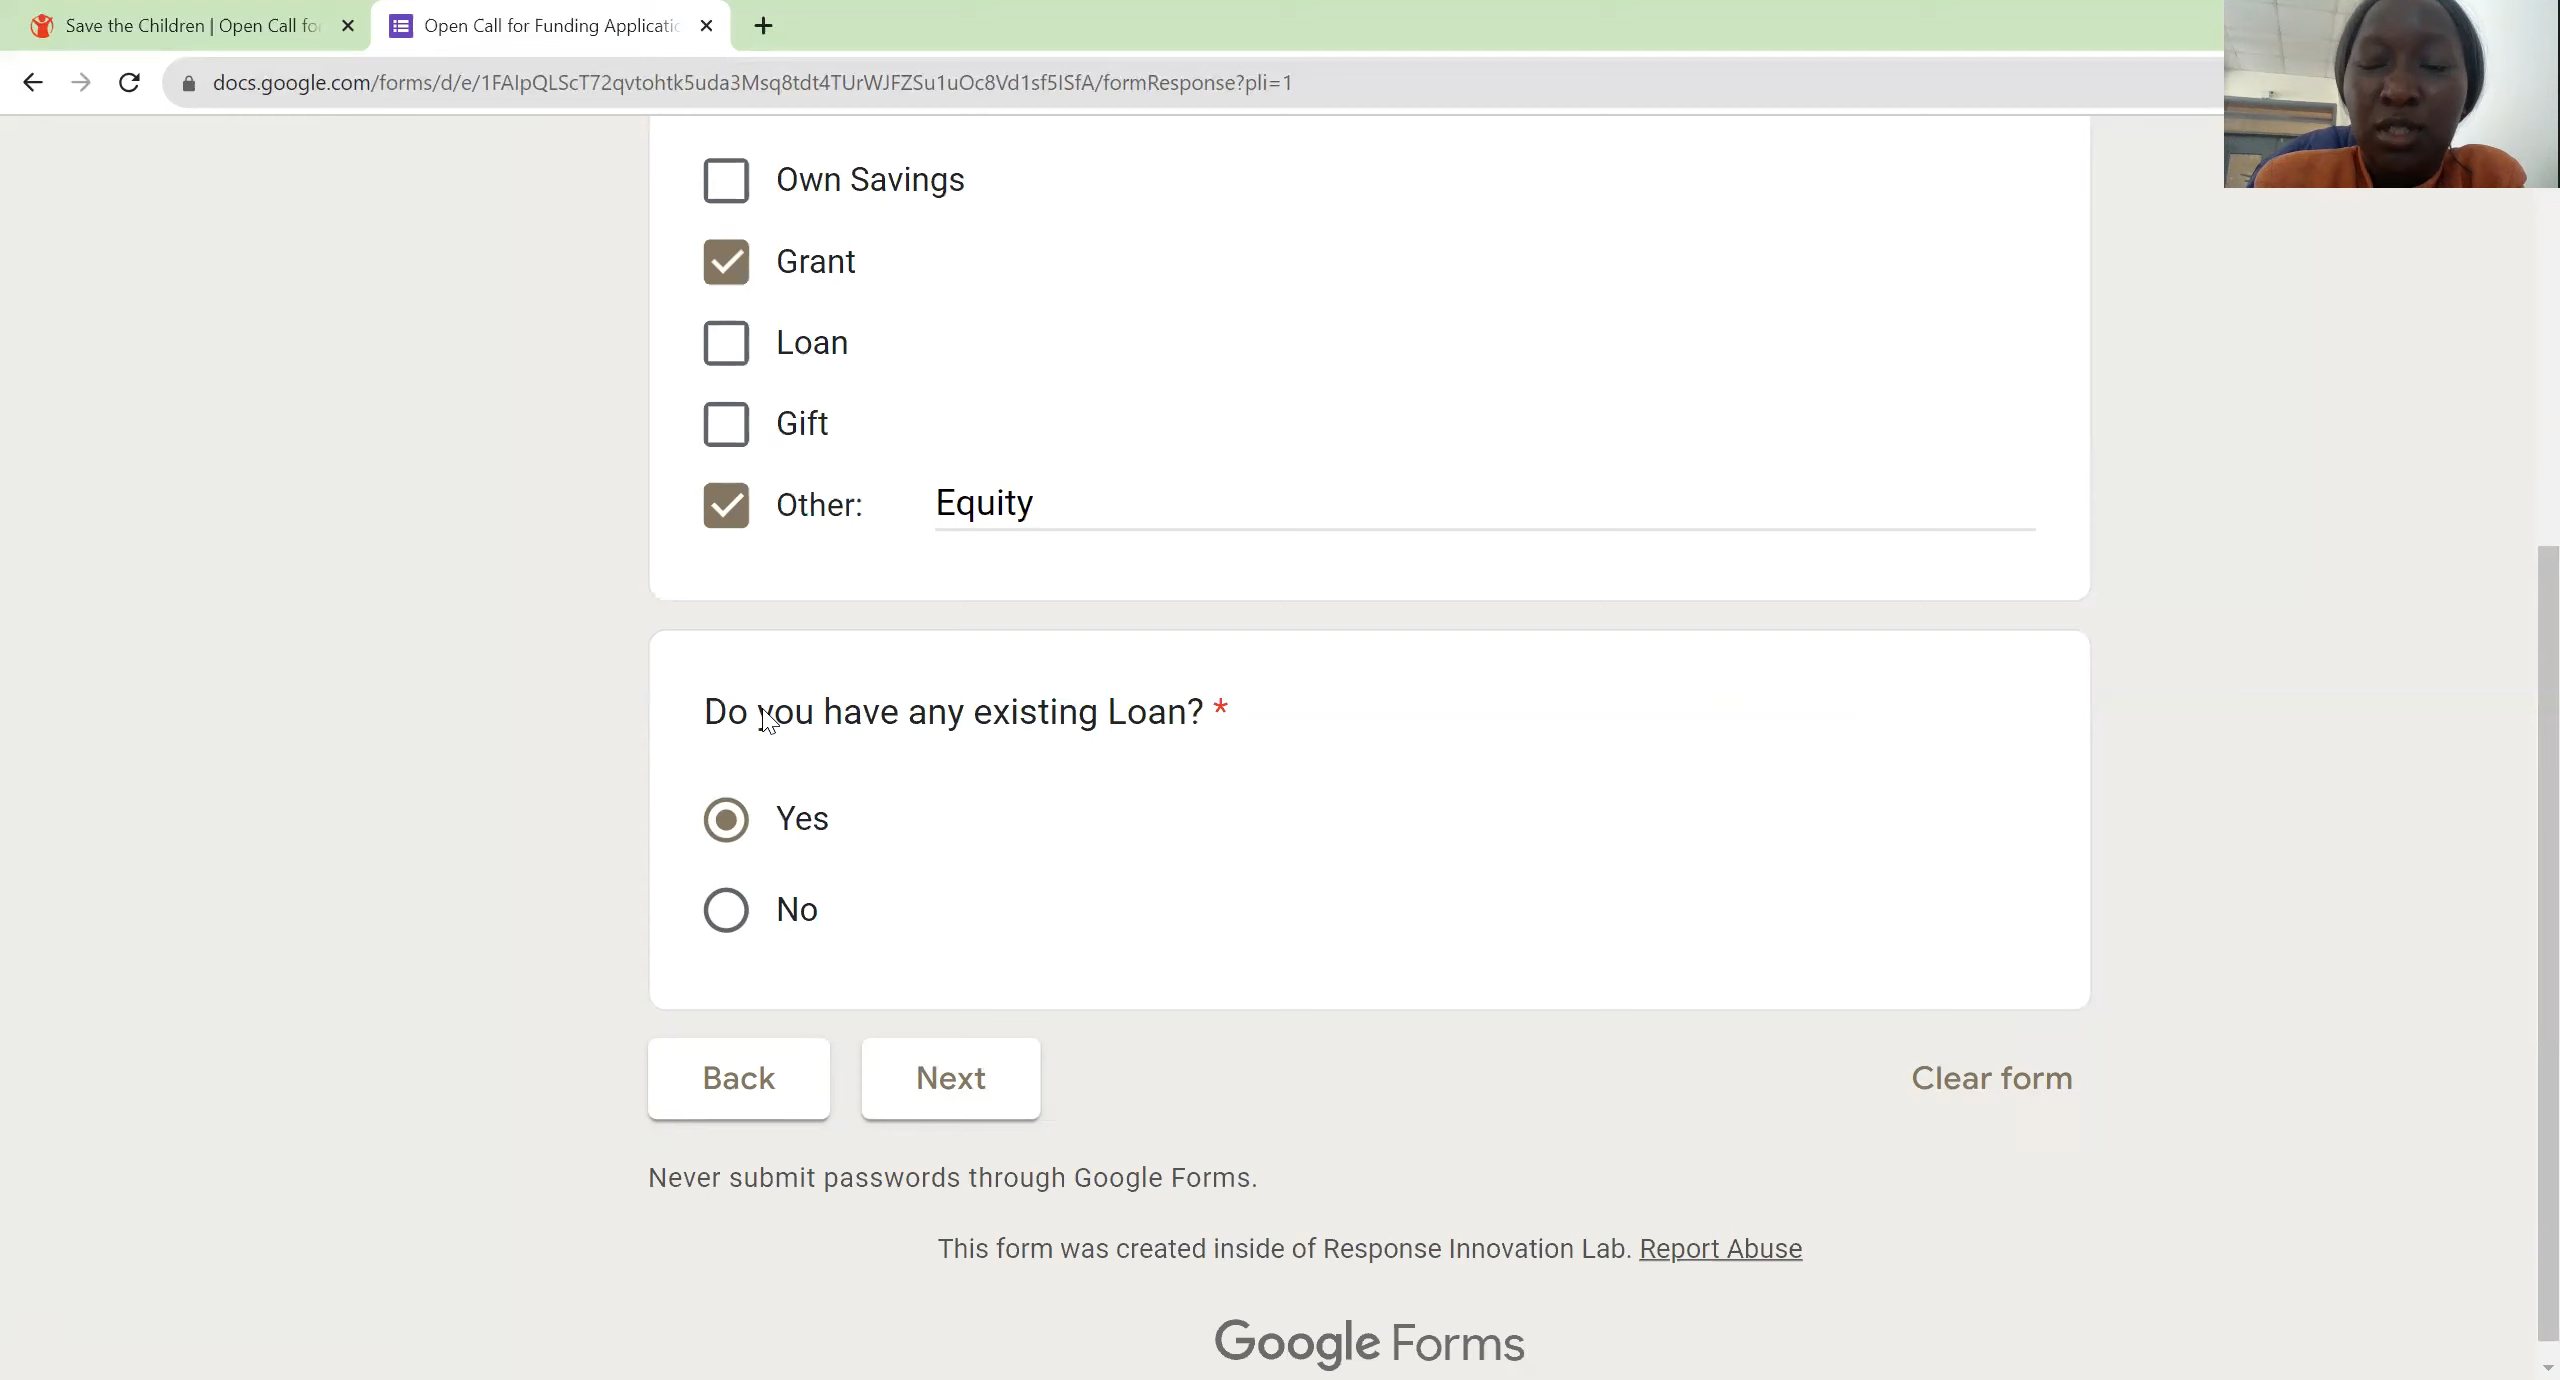 Save the Children | Open Call fo
Open Call for Funding Applicatio
docs.google.com/forms/d/e/1FAIpQLScT72qvtohtk5uda3Msq8tdt4TUrWJFZSu1uOc8Vd1sf5ISfA/formResponse?pli=1
Own Savings
Grant
Loan
Gift
Other: Equity
Do you have any existing Loan? *
Yes
No
Back Next Clear form
Never submit passwords through Google Forms.
This form was created inside of Response Innovation Lab. Report Abuse
Google Forms